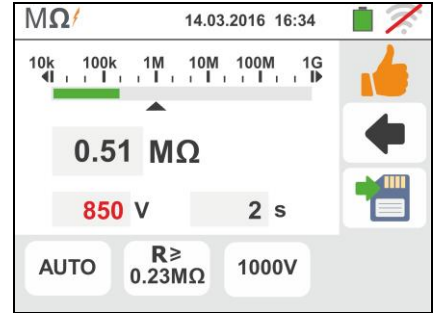 MΩ 14.03.2016 16:34
10k 100k 1M 10M 100M 1G
0.51 MΩ
850 V 2 s
AUTO R≥ 0.23MΩ 1000V